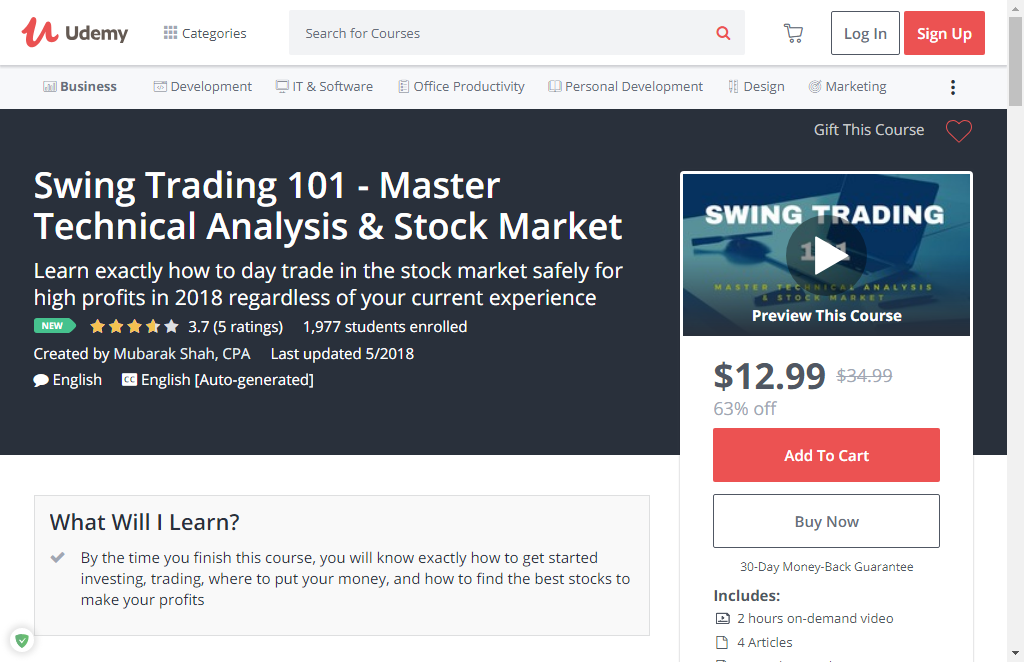 Udemy
Categories
Search for Courses
Log In
Sign Up
Business
Development
IT & Software
Office Productivity
Personal Development
Design
Marketing
Gift This Course
Swing Trading 101 - Master
Technical Analysis & Stock Market
Learn exactly how to day trade in the stock market safely for
high profits in 2018 regardless of your current experience
NEW
3.7 (5 ratings)
1,977 students enrolled
Created by Mubarak Shah, CPA
Last updated 5/2018
English
CC
English [Auto-generated]
SWING TRADING
101
MASTER TECHNICAL ANALYSIS
& STOCK MARKET
Preview This Course
$12.99
$34.99
63% off
Add To Cart
Buy Now
30-Day Money-Back Guarantee
Includes:
2 hours on-demand video
4 Articles
What Will I Learn?
By the time you finish this course, you will know exactly how to get started
investing, trading, where to put your money, and how to find the best stocks to
make your profits